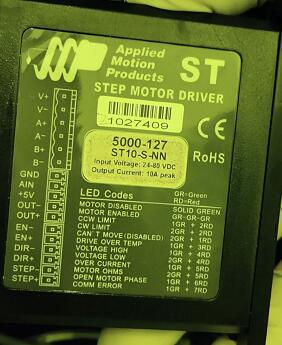 Applied
Motion
Products
ST
STEP MOTOR DRIVER
1027409
5000-127
ST10-S-NN
Input Voltage: 24-80 VDC
Output Current: 10A peak
CE
RoHS
V+
V-
A+
A-
B+
B-
GND
AIN
+5V
OUT-
OUT+
EN-
EN+
DIR-
DIR+
STEP-
STEP+
LED Codes GR=Green
RD=Red
MOTOR DISABLED SOLID GREEN
MOTOR ENABLED GR-GR-GR
CCW LIMIT 1GR + 2RD
CW LIMIT 2GR + 2RD
CAN'T MOVE (DISABLED) 2GR + 1RD
DRIVE OVER TEMP 1GR + 3RD
VOLTAGE HIGH 1GR + 4RD
VOLTAGE LOW 2GR + 4RD
OVER CURRENT 1GR + 5RD
MOTOR OHMS 2GR + 5RD
OPEN MOTOR PHASE 1GR + 6RD
COMM ERROR 1GR + 7RD